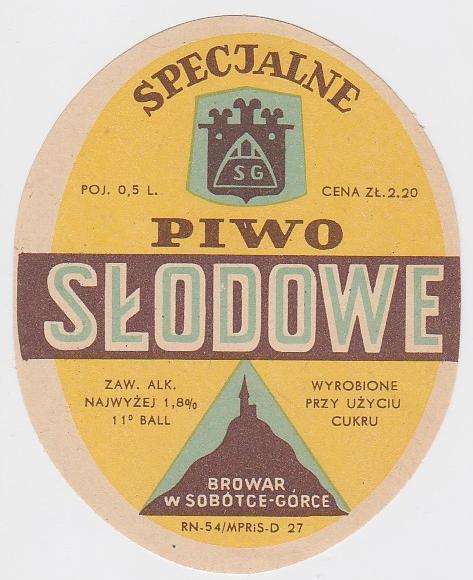 SPECJALNE
SG
POJ. 0,5 L.
CENA ZŁ. 2.20
PIWO
SŁODOWE
ZAW. ALK.
NAJWYŻEJ 1,8%
11° BALL
WYROBIONE
PRZY UŻYCIU
CUKRU
BROWAR
W SOBÓTCE-GÓRCE
RN-54/MPRiS-D 27